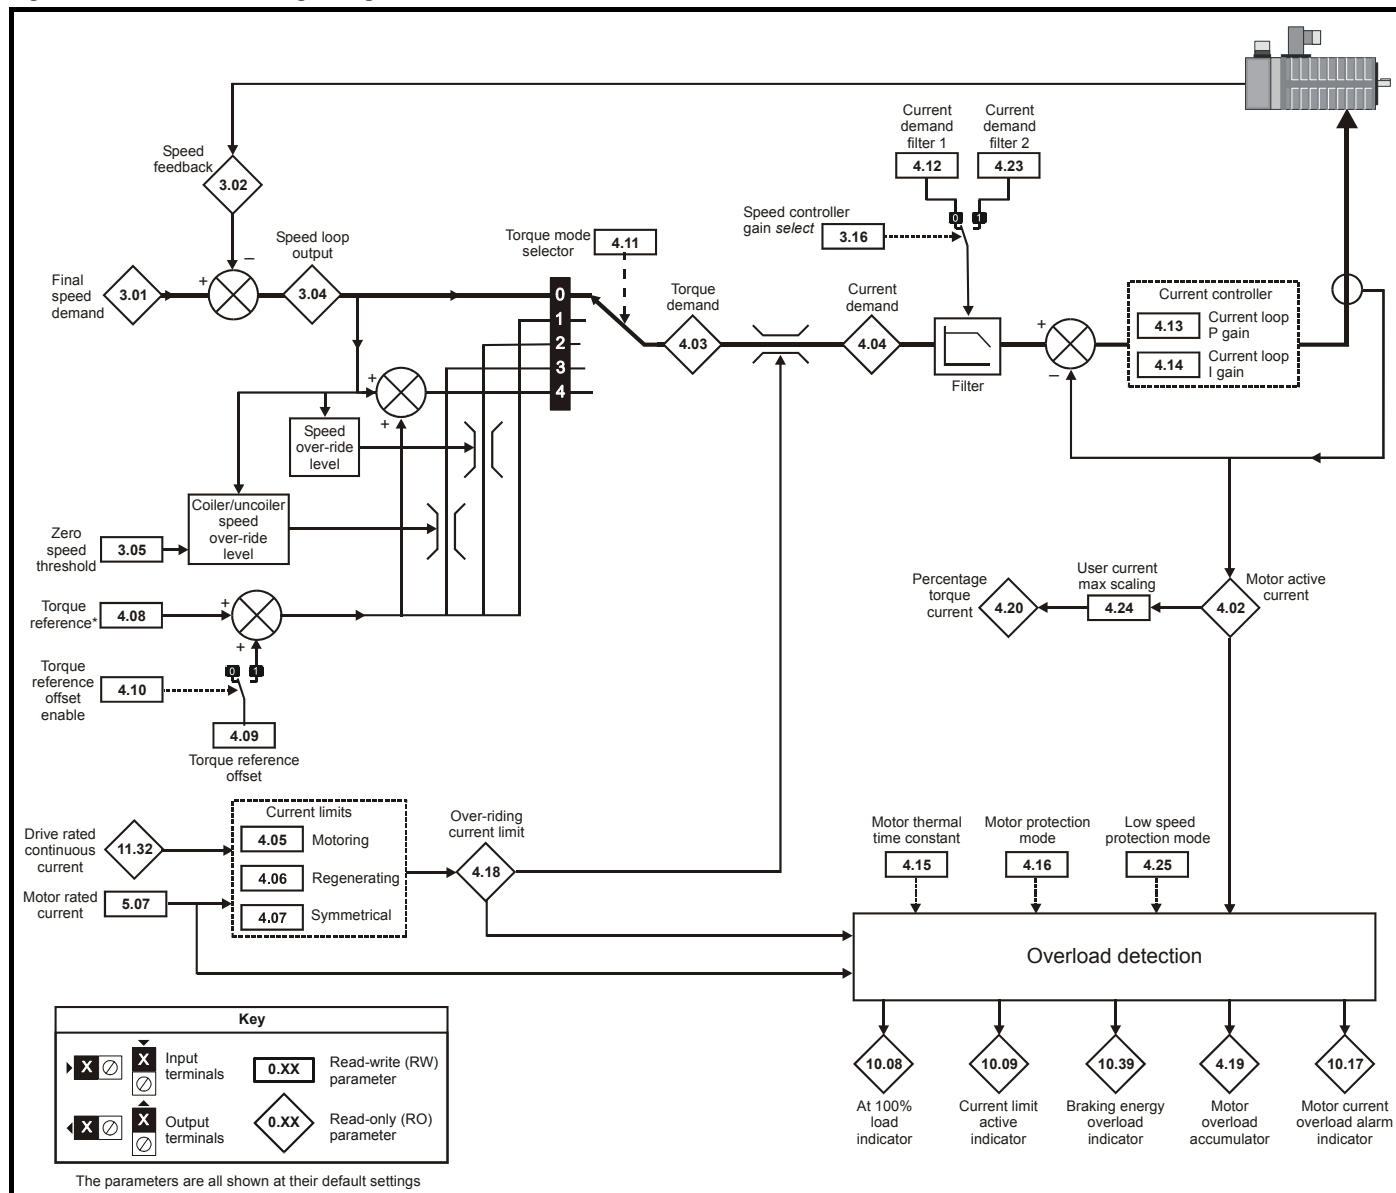 Speed
feedback
3.02
Current
demand
filter 1
4.12
Current
demand
filter 2
4.23
0 1
Speed controller
gain select
3.16
Final
speed
demand
3.01
+
−
Speed loop
output
3.04
Torque mode
selector
4.11
0
1
2
3
4
Torque
demand
4.03
Current
demand
4.04
Filter
+
−
Current controller
4.13
Current loop
P gain
4.14
Current loop
I gain
+
+
Speed
over-ride
level
Coiler/uncoiler
speed
over-ride
level
Zero
speed
threshold
3.05
Torque
reference*
4.08
+
+
0 1
Torque
reference
offset
enable
4.10
4.09
Torque reference
offset
Percentage
torque
current
4.20
User current
max scaling
4.24
4.02
Motor active
current
Drive rated
continuous
current
11.32
Motor rated
current
5.07
Current limits
4.05 Motoring
4.06 Regenerating
4.07 Symmetrical
Over-riding
current limit
4.18
Motor thermal
time constant
4.15
Motor protection
mode
4.16
Low speed
protection mode
4.25
Overload detection
10.08
At 100%
load
indicator
10.09
Current limit
active
indicator
10.39
Braking energy
overload
indicator
4.19
Motor
overload
accumulator
10.17
Motor current
overload alarm
indicator
Key
X X Input
terminals
0.XX Read-write (RW)
parameter
X X Output
terminals
0.XX Read-only (RO)
parameter
The parameters are all shown at their default settings